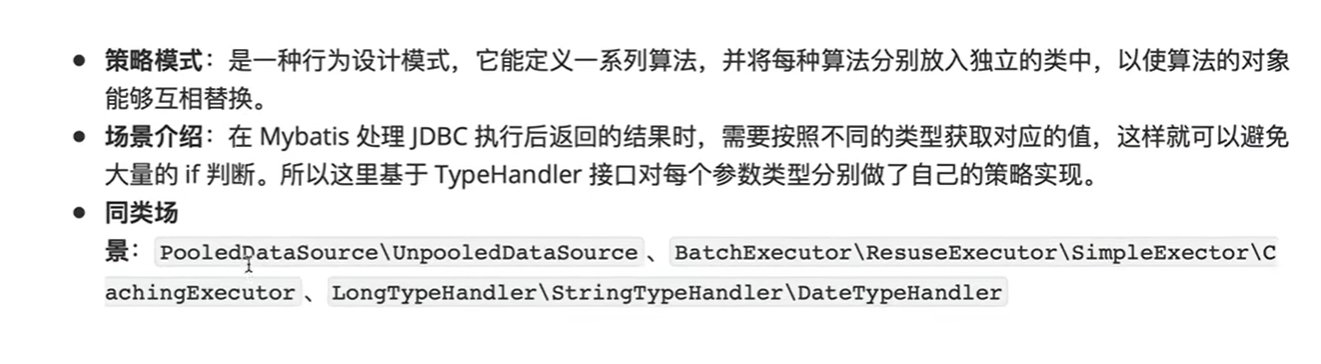 • 策略模式：是一种行为设计模式，它能定义一系列算法，并将每种算法分别放入独立的类中，以使算法的对象
能够互相替换。
• 场景介绍：在 Mybatis 处理 JDBC 执行后返回的结果时，需要按照不同的类型获取对应的值，这样就可以避免
大量的 if 判断。所以这里基于 TypeHandler 接口对每个参数类型分别做了自己的策略实现。
• 同类场
景：PooledDataSource\UnpooledDataSource、BatchExecutor\ResuseExecutor\SimpleExector\C
achingExecutor、LongTypeHandler\StringTypeHandler\DateTypeHandler